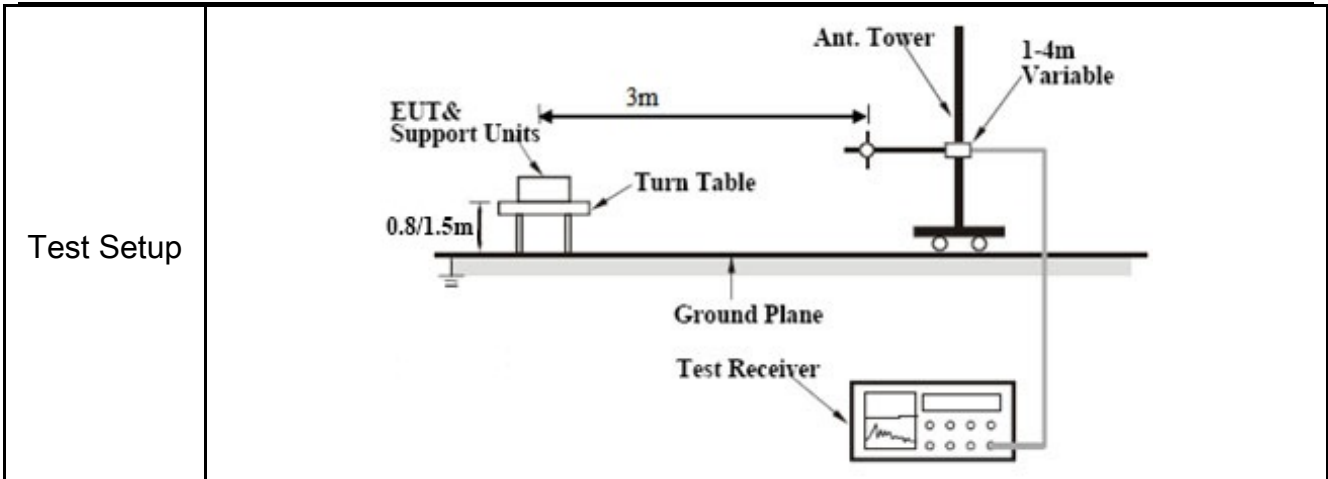 Test Setup
Ant. Tower
1-4m
Variable
3m
EUT&
Support Units
Turn Table
0.8/1.5m
Ground Plane
Test Receiver